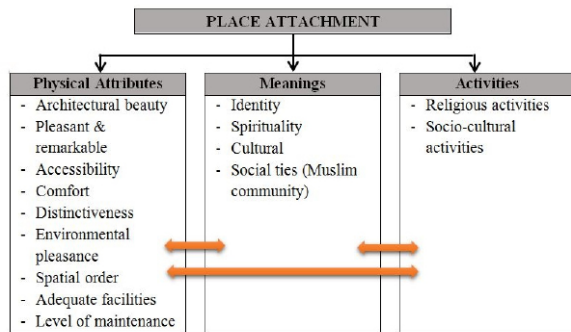 PLACE ATTACHMENT
Physical Attributes
- Architectural beauty
- Pleasant &
remarkable
- Accessibility
- Comfort
- Distinctiveness
- Environmental
pleasance
- Spatial order
- Adequate facilities
- Level of maintenance
Meanings
- Identity
- Spirituality
- Cultural
- Social ties (Muslim
community)
Activities
- Religious activities
- Socio-cultural
activities